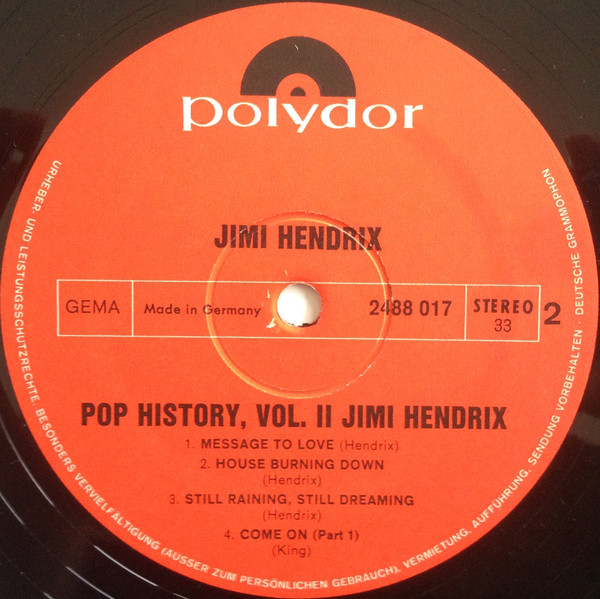 polydor
JIMI HENDRIX
GEMA
Made in Germany
2488 017
STEREO
33
2
POP HISTORY, VOL. II JIMI HENDRIX
1. MESSAGE TO LOVE (Hendrix)
2. HOUSE BURNING DOWN
(Hendrix)
3. STILL RAINING, STILL DREAMING
(Hendrix)
4. COME ON (Part 1)
(King)
URHEBER- UND LEISTUNGSSCHUTZRECHTE, BESONDERS VERVIELFÄLTIGUNG (AUSSER ZUM PERSÖNLICHEN GEBRAUCH), VERMIETUNG, AUFFÜHRUNG, SENDUNG VORBEHALTEN · DEUTSCHE GRAMMOPHON